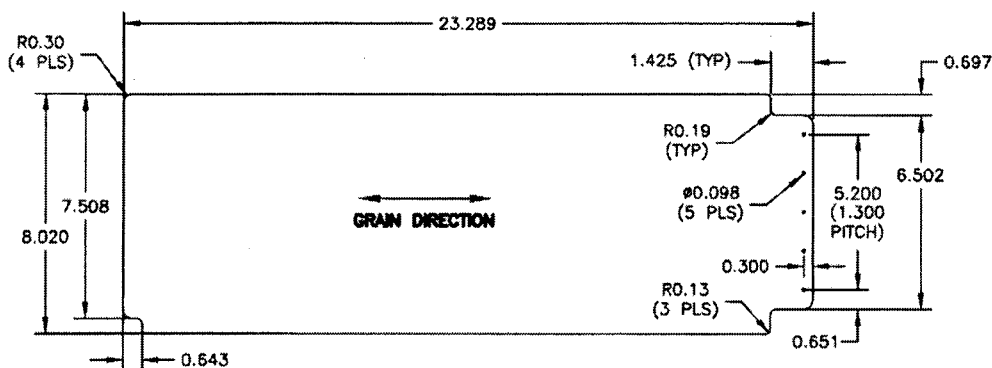 23.289
R0.30
(4 PLS)
1.425 (TYP)
0.697
R0.19
(TYP)
7.508
8.020
GRAIN DIRECTION
Ø0.098
(5 PLS)
5.200
(1.300
PITCH)
6.502
0.300
R0.13
(3 PLS)
0.651
0.643